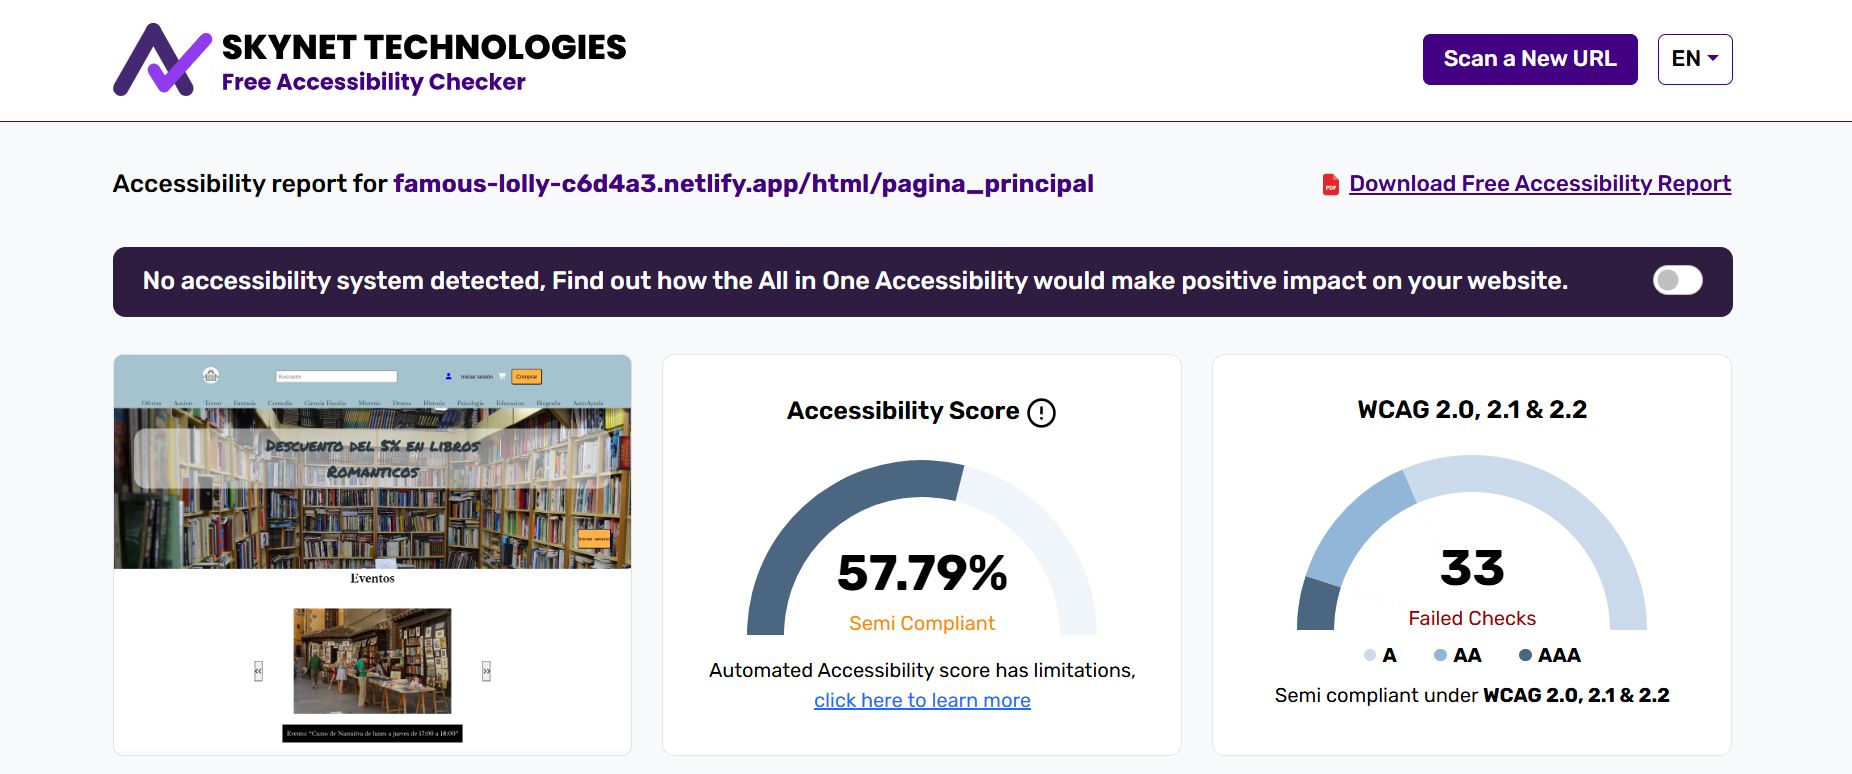 SKYNET TECHNOLOGIES
Free Accessibility Checker
Scan a New URL
EN
Accessibility report for famous-lolly-c6d4a3.netlify.app/html/pagina_principal
PDF
Download Free Accessibility Report
No accessibility system detected, Find out how the All in One Accessibility would make positive impact on your website.
Buscador
Iniciar sesión
Comprar
Ofertas Accion Terror Fantasía Comedia Ciencia Ficción Misterio Drama Historia Psicología Educacion Biografia AutoAyuda
Descuento del 5% en libros
Romanticos
Eventos
<<
>>
Evento: "Curso de Narrativa de lunes a jueves de 17:00 a 18:00"
Accessibility Score
57.79%
Semi Compliant
Automated Accessibility score has limitations,
click here to learn more
WCAG 2.0, 2.1 & 2.2
33
Failed Checks
A AA AAA
Semi compliant under WCAG 2.0, 2.1 & 2.2